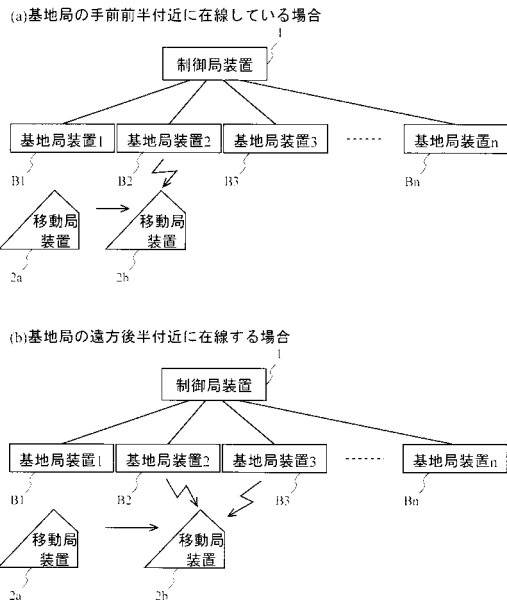 (a)基地局の手前前半付近に在線している場合
1
制御局装置
基地局装置1
基地局装置2
基地局装置3
基地局装置n
B1
B2
B3
Bn
移動局
装置
移動局
装置
2a
2b
(b)基地局の遠方後半付近に在線する場合
1
制御局装置
基地局装置1
基地局装置2
基地局装置3
基地局装置n
B1
B2
B3
Bn
移動局
装置
移動局
装置
2a
2b